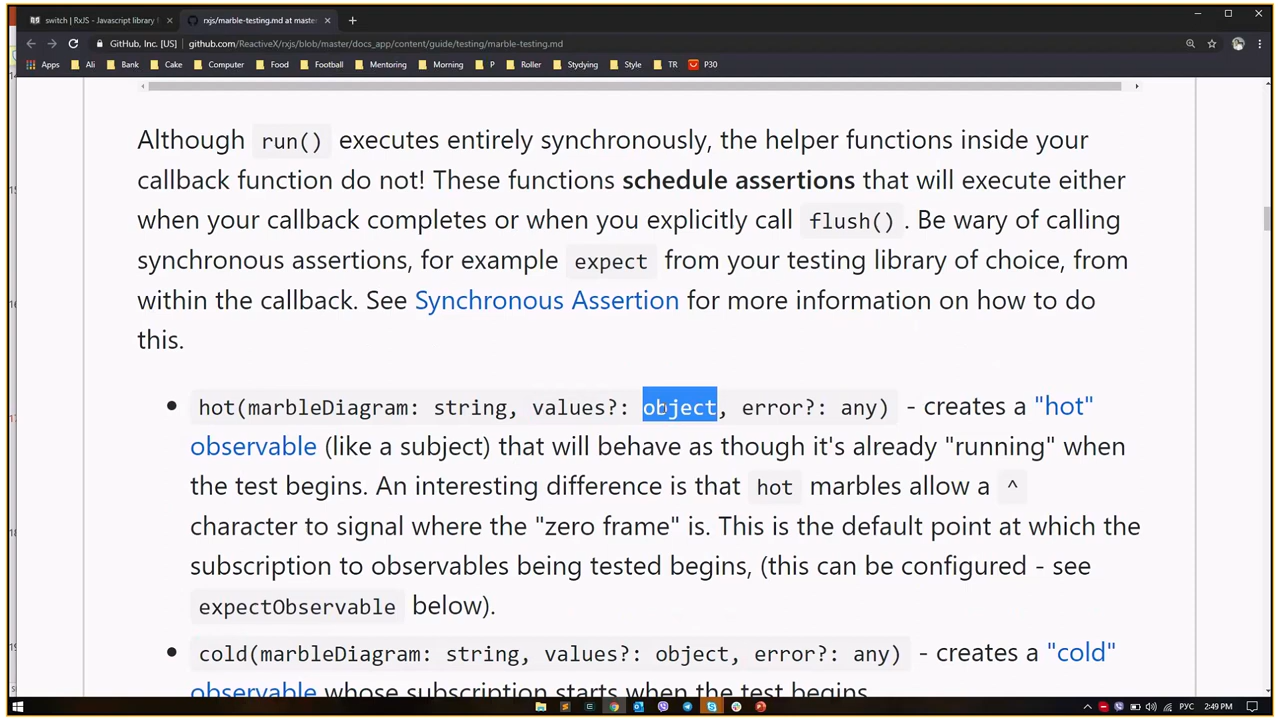 switch | RxJS - Javascript library f
rxjs/marble-testing.md at master
GitHub, Inc. [US] github.com/ReactiveX/rxjs/blob/master/docs_app/content/guide/testing/marble-testing.md
Apps Ali Bank Cake Computer Food Football Mentoring Morning P Roller Stydying Style TR P30
Although run() executes entirely synchronously, the helper functions inside your
callback function do not! These functions schedule assertions that will execute either
when your callback completes or when you explicitly call flush() . Be wary of calling
synchronous assertions, for example expect from your testing library of choice, from
within the callback. See Synchronous Assertion for more information on how to do
this.
hot(marbleDiagram: string, values?: object, error?: any) - creates a "hot"
observable (like a subject) that will behave as though it's already "running" when
the test begins. An interesting difference is that hot marbles allow a ^
character to signal where the "zero frame" is. This is the default point at which the
subscription to observables being tested begins, (this can be configured - see
expectObservable below).
cold(marbleDiagram: string, values?: object, error?: any) - creates a "cold"
observable whose subscription starts when the test begins.
РУС 2:49 PM